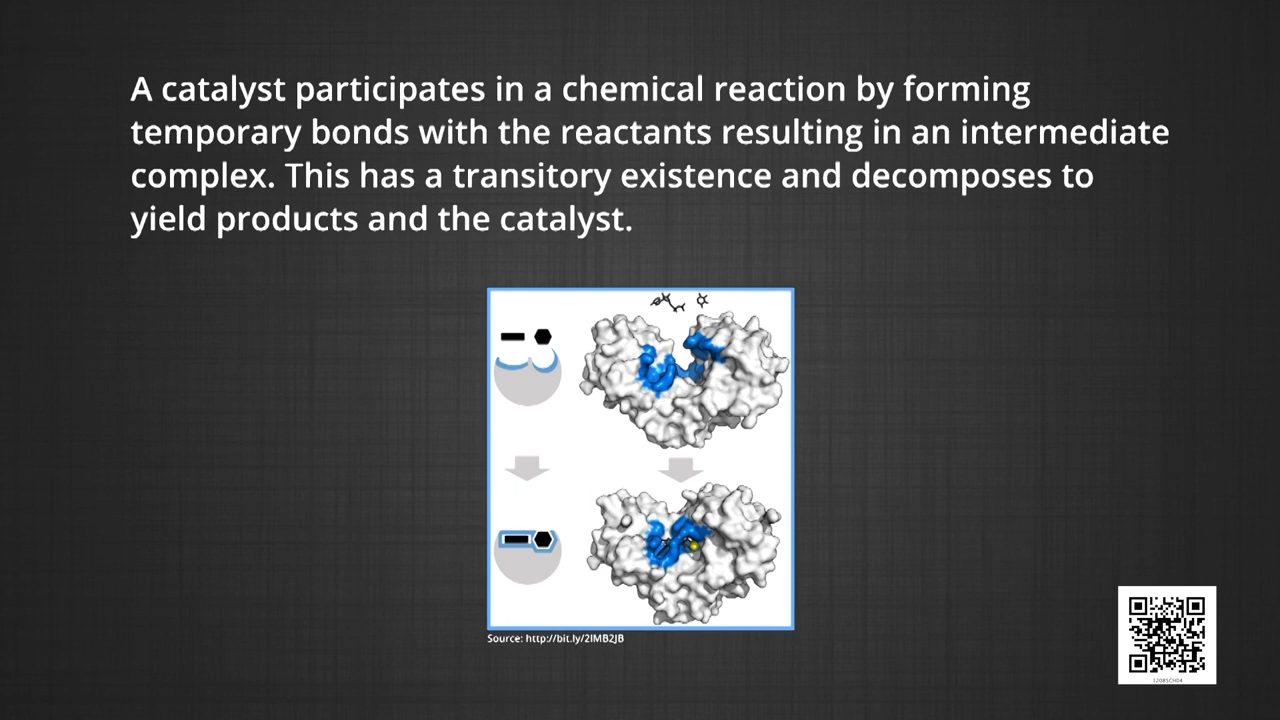 A catalyst participates in a chemical reaction by forming
temporary bonds with the reactants resulting in an intermediate
complex. This has a transitory existence and decomposes to
yield products and the catalyst.
Source: http://bit.ly/2IMB2JB
12085CH04